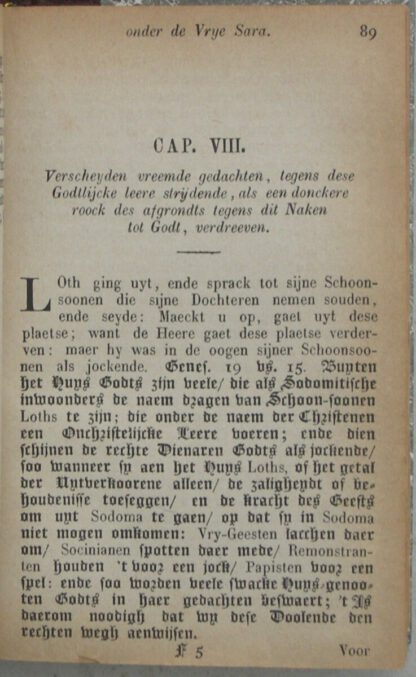 onder de Vrye Sara. 89
CAP. VIII.
Verscheyden vreemde gedachten, tegens dese
Godtlijcke leere strijdende, als een donckere
roock des afgrondts tegens dit Naken
tot Godt, verdreeven.
LOth ging uyt, ende sprack tot sijne Schoon-
soonen die sijne Dochteren nemen souden,
ende seyde: Maeckt u op, gaet uyt dese
plaetse; want de Heere gaet dese plaetse verder-
ven: maer hy was in de oogen sijner Schoonsoo-
nen als jockende. Genes. 19 vs. 15. Buyten
het Huys Godts zijn veele/ die als Sodomitische
inwoonders de naem dragen van Schoon-soonen
Loths te zijn; die onder de naem der Christenen
een Onchristelijcke Leere voeren; ende dien
schijnen de rechte Dienaren Godts als jockende/
soo wanneer sy aen het Huys Loths, of het getal
der Uytverkoorene alleen/ de zaligheydt of be-
houdenisse toeseggen/ en de kracht des Geests
om uyt Sodoma te gaen/ op dat sy in Sodoma
niet mogen omkomen: Vry-Geesten lacchen daer
om/ Socinianen spotten daer mede/ Remonstran-
ten houden 't voor een jock/ Papisten voor een
spel: ende soo worden veele swacke Huys-genoo-
ten Godts in haer gedachten beswaert; 't Is
daerom noodigh dat wy dese Doolende den
rechten wegh aenwijsen.
F 5 Voor